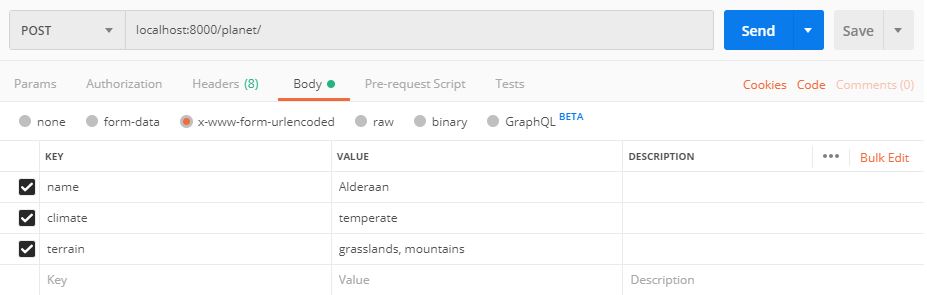 POST localhost:8000/planet/ Send Save
Params Authorization Headers (8) Body Pre-request Script Tests Cookies Code Comments (0)
none form-data x-www-form-urlencoded raw binary GraphQL BETA
KEY VALUE DESCRIPTION ••• Bulk Edit
name Alderaan
climate temperate
terrain grasslands, mountains
Key Value Description